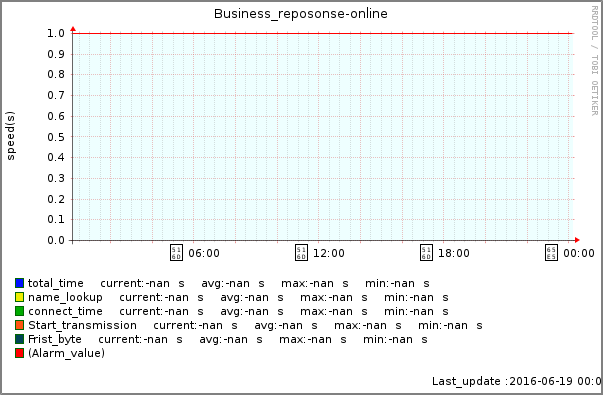 Business_reposonse-online
RRDTOOL / TOBI OETIKER
speed(s)
1.0
0.9
0.8
0.7
0.6
0.5
0.4
0.3
0.2
0.1
0.0
06:00 12:00 18:00 00:00
total_time current:-nan s avg:-nan s max:-nan s min:-nan s
name_lookup current:-nan s avg:-nan s max:-nan s min:-nan s
connect_time current:-nan s avg:-nan s max:-nan s min:-nan s
Start_transmission current:-nan s avg:-nan s max:-nan s min:-nan s
Frist_byte current:-nan s avg:-nan s max:-nan s min:-nan s
(Alarm_value)
Last_update :2016-06-19 00:0